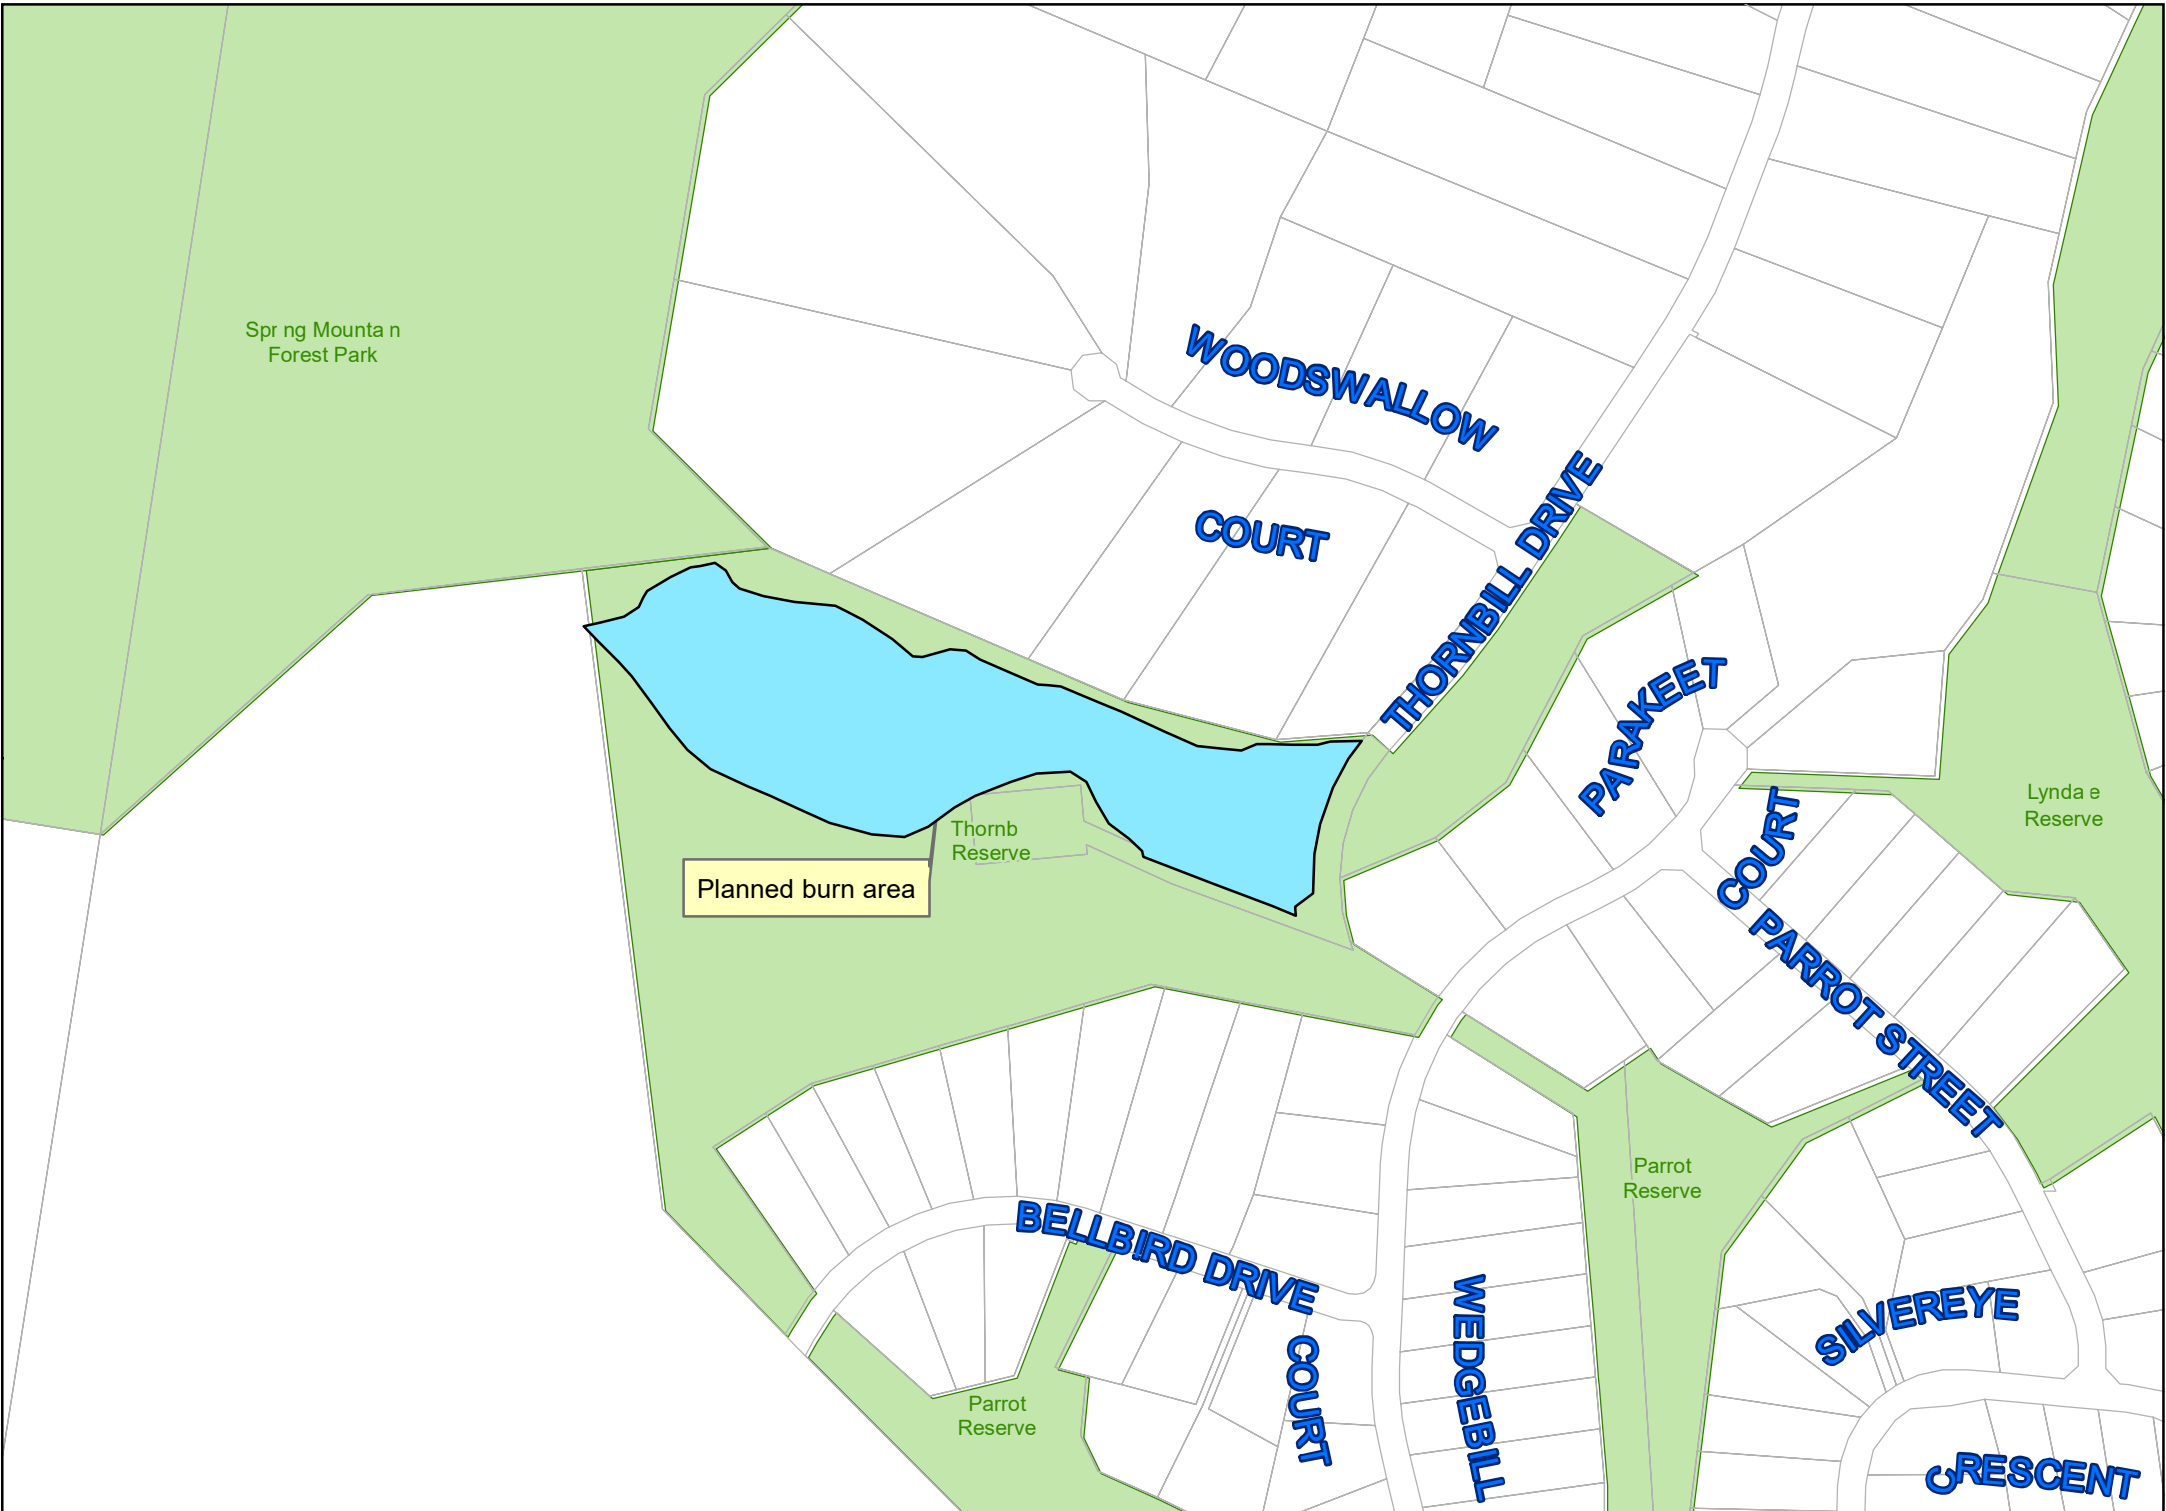 Spr ng Mounta n
Forest Park
WOODSWALLOW
COURT
THORNBILL DRIVE
PARAKEET
COURT
Lynda e
Reserve
Thornb
Reserve
Planned burn area
PARROT STREET
Parrot
Reserve
BELLBIRD DRIVE
WEDGEBILL
COURT
SILVEREYE
CRESCENT
Parrot
Reserve